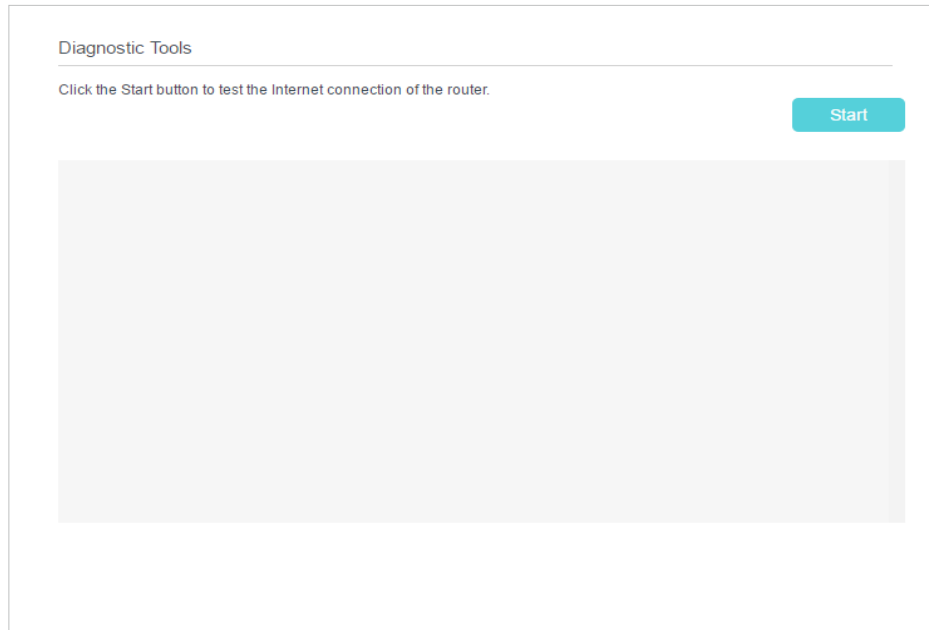 Diagnostic Tools
Click the Start button to test the Internet connection of the router.
Start